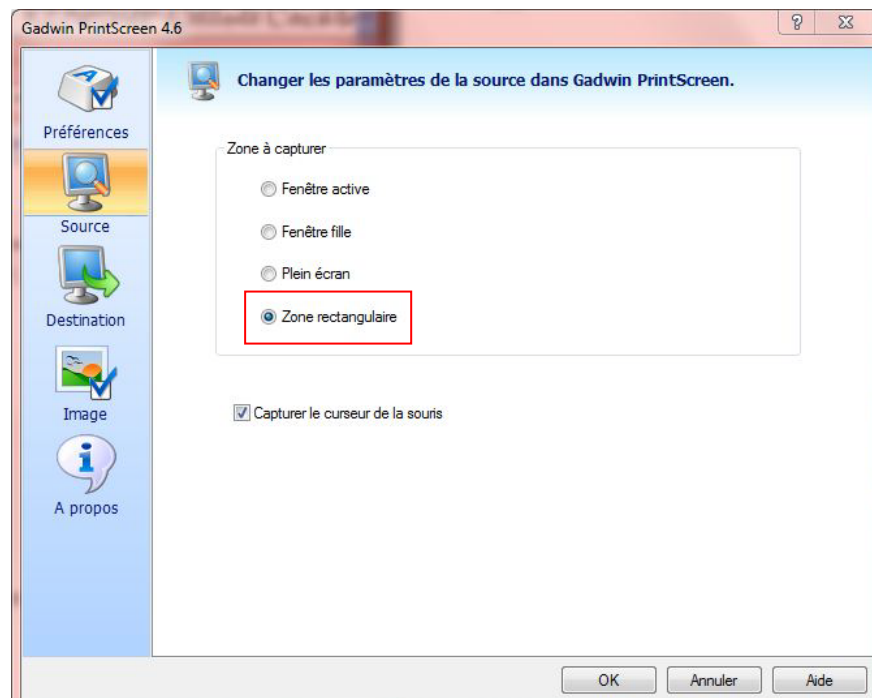 Gadwin PrintScreen 4.6
Changer les paramètres de la source dans Gadwin PrintScreen.
Préférences
Source
Destination
Image
A propos
Zone à capturer
Fenêtre active
Fenêtre fille
Plein écran
Zone rectangulaire
Capturer le curseur de la souris
OK
Annuler
Aide